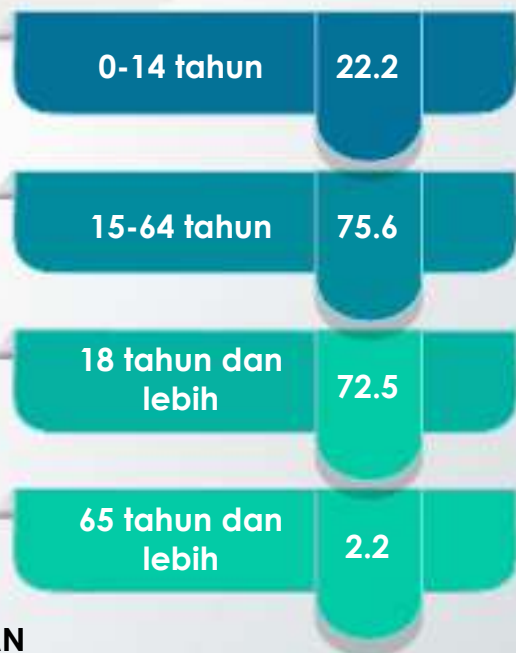 0-14 tahun 22.2
15-64 tahun 75.6
18 tahun dan
lebih 72.5
65 tahun dan
lebih 2.2